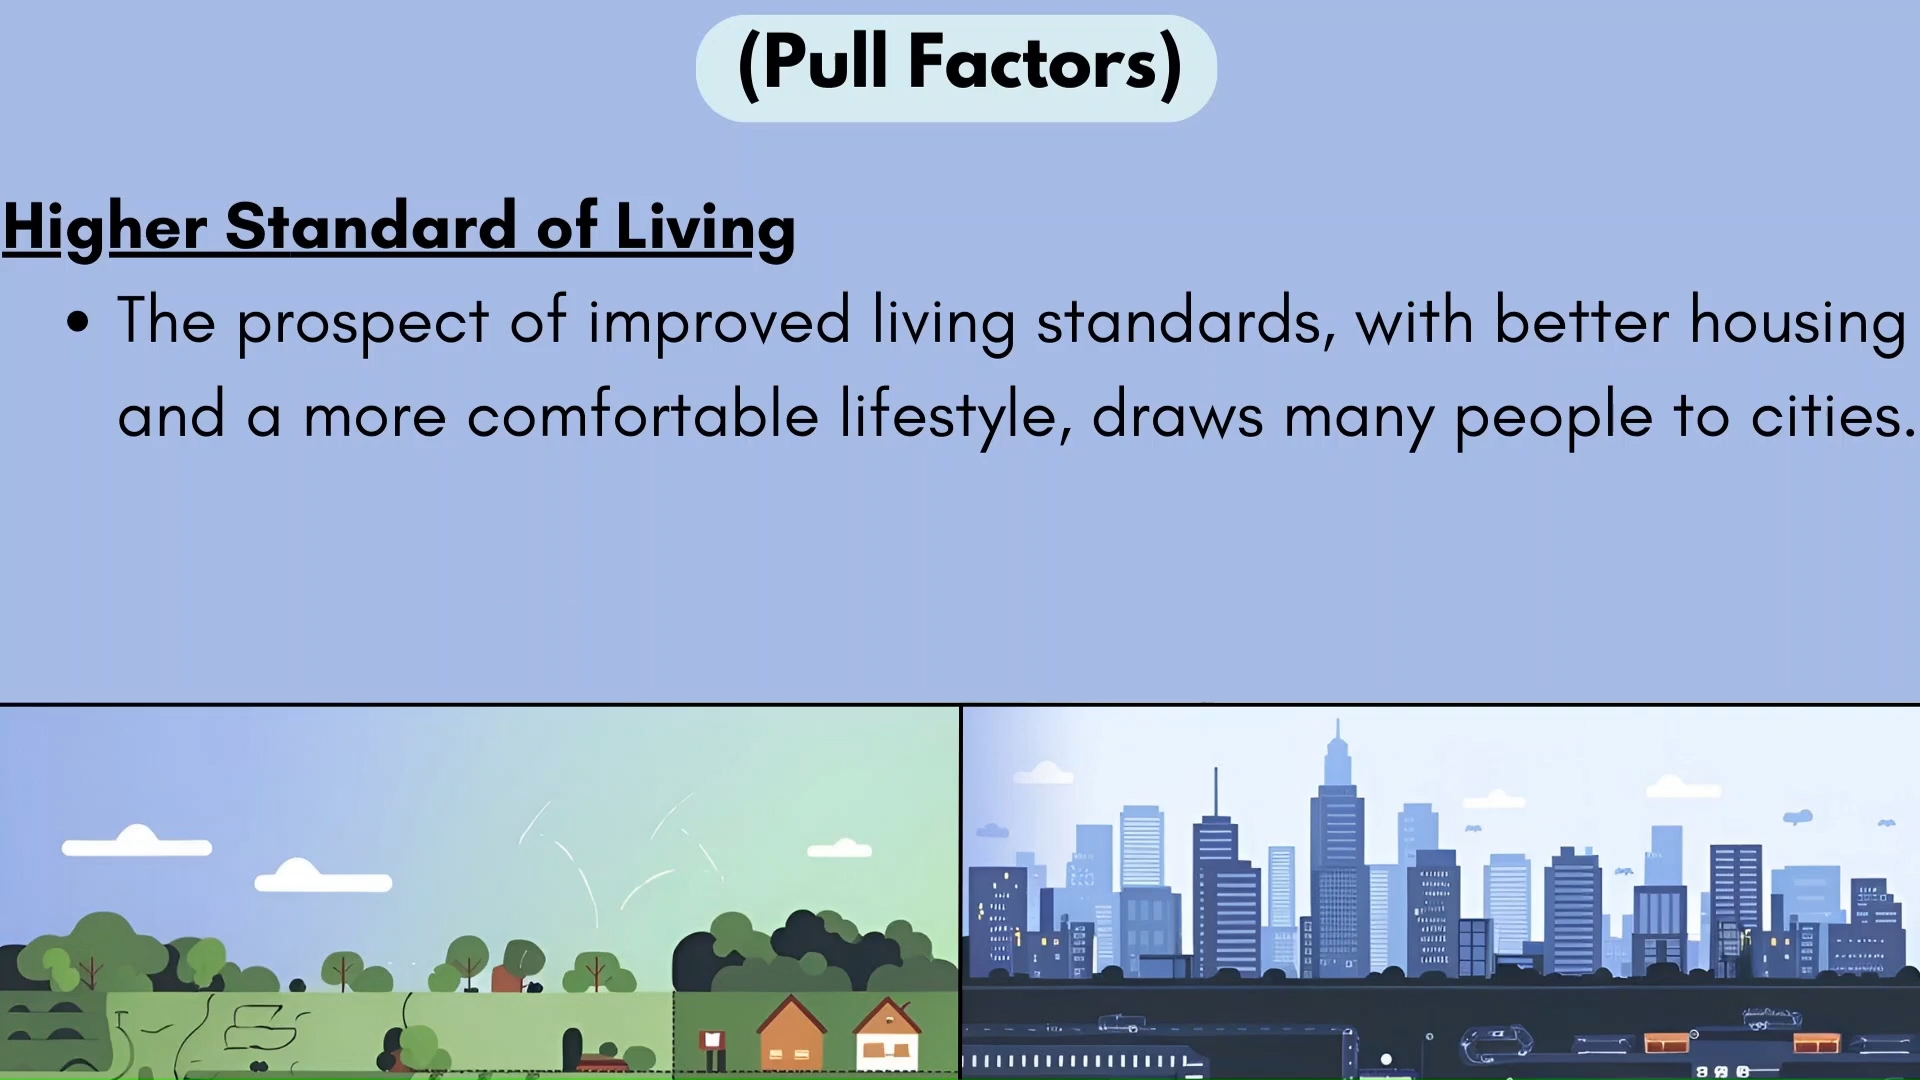 (Pull Factors)
Higher Standard of Living
• The prospect of improved living standards, with better housing
and a more comfortable lifestyle, draws many people to cities.